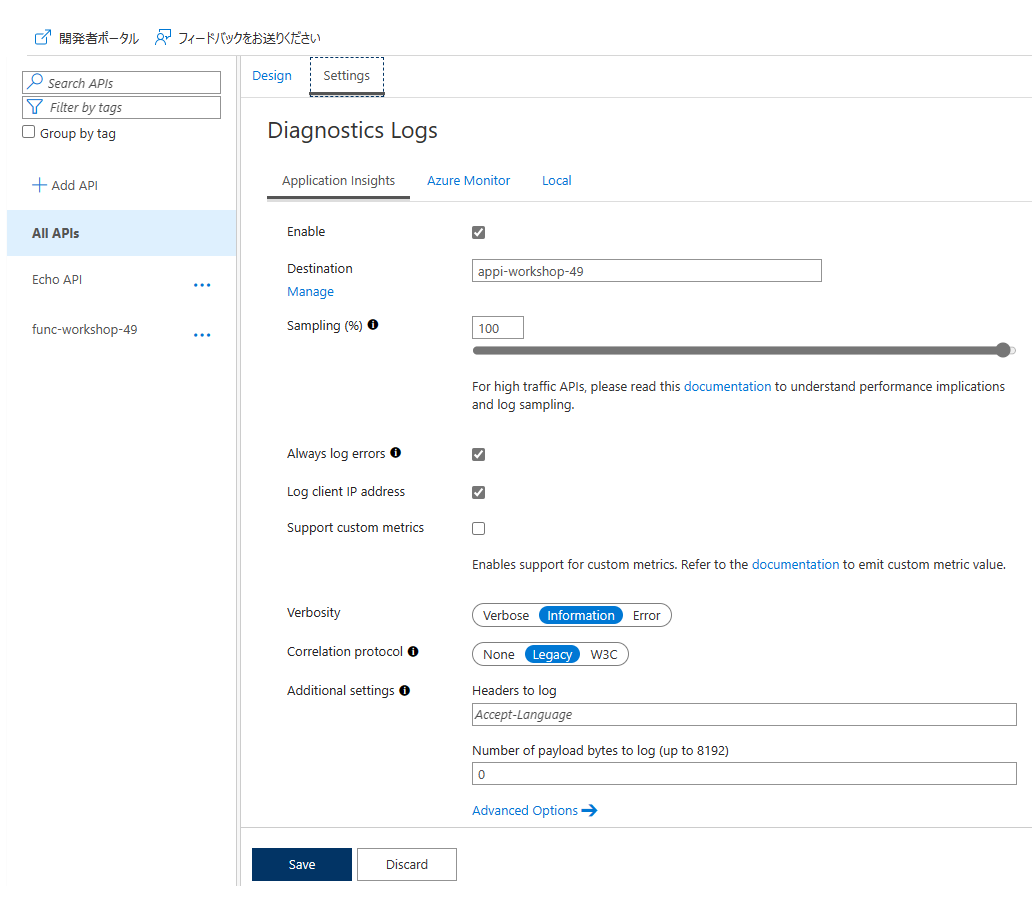 開発者ポータル フィードバックをお送りください
Search APIs
Filter by tags
Group by tag
Add API
All APIs
Echo API
func-workshop-49
Design Settings
Diagnostics Logs
Application Insights Azure Monitor Local
Enable
Destination
appi-workshop-49
Manage
Sampling (%)
100
For high traffic APIs, please read this documentation to understand performance implications
and log sampling.
Always log errors
Log client IP address
Support custom metrics
Enables support for custom metrics. Refer to the documentation to emit custom metric value.
Verbosity
Verbose Information Error
Correlation protocol
None Legacy W3C
Additional settings
Headers to log
Accept-Language
Number of payload bytes to log (up to 8192)
0
Advanced Options
Save Discard